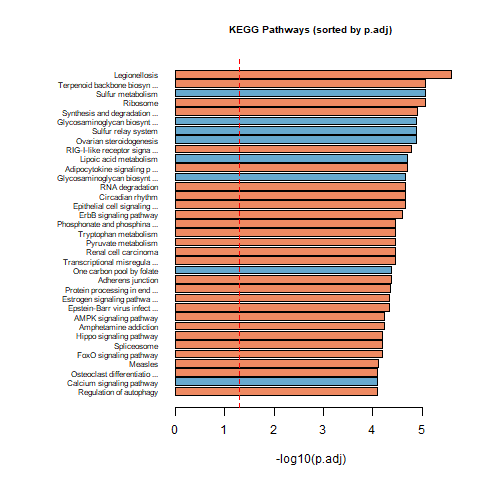 KEGG Pathways (sorted by p.adj)
Legionellosis
Terpenoid backbone biosyn ...
Sulfur metabolism
Ribosome
Synthesis and degradation ...
Glycosaminoglycan biosynt ...
Sulfur relay system
Ovarian steroidogenesis
RIG-I-like receptor signa ...
Lipoic acid metabolism
Adipocytokine signaling p ...
Glycosaminoglycan biosynt ...
RNA degradation
Circadian rhythm
Epithelial cell signaling ...
ErbB signaling pathway
Phosphonate and phosphina ...
Tryptophan metabolism
Pyruvate metabolism
Renal cell carcinoma
Transcriptional misregula ...
One carbon pool by folate
Adherens junction
Protein processing in end ...
Estrogen signaling pathwa ...
Epstein-Barr virus infect ...
AMPK signaling pathway
Amphetamine addiction
Hippo signaling pathway
Spliceosome
FoxO signaling pathway
Measles
Osteoclast differentiatio ...
Calcium signaling pathway
Regulation of autophagy
0 1 2 3 4 5
-log10(p.adj)